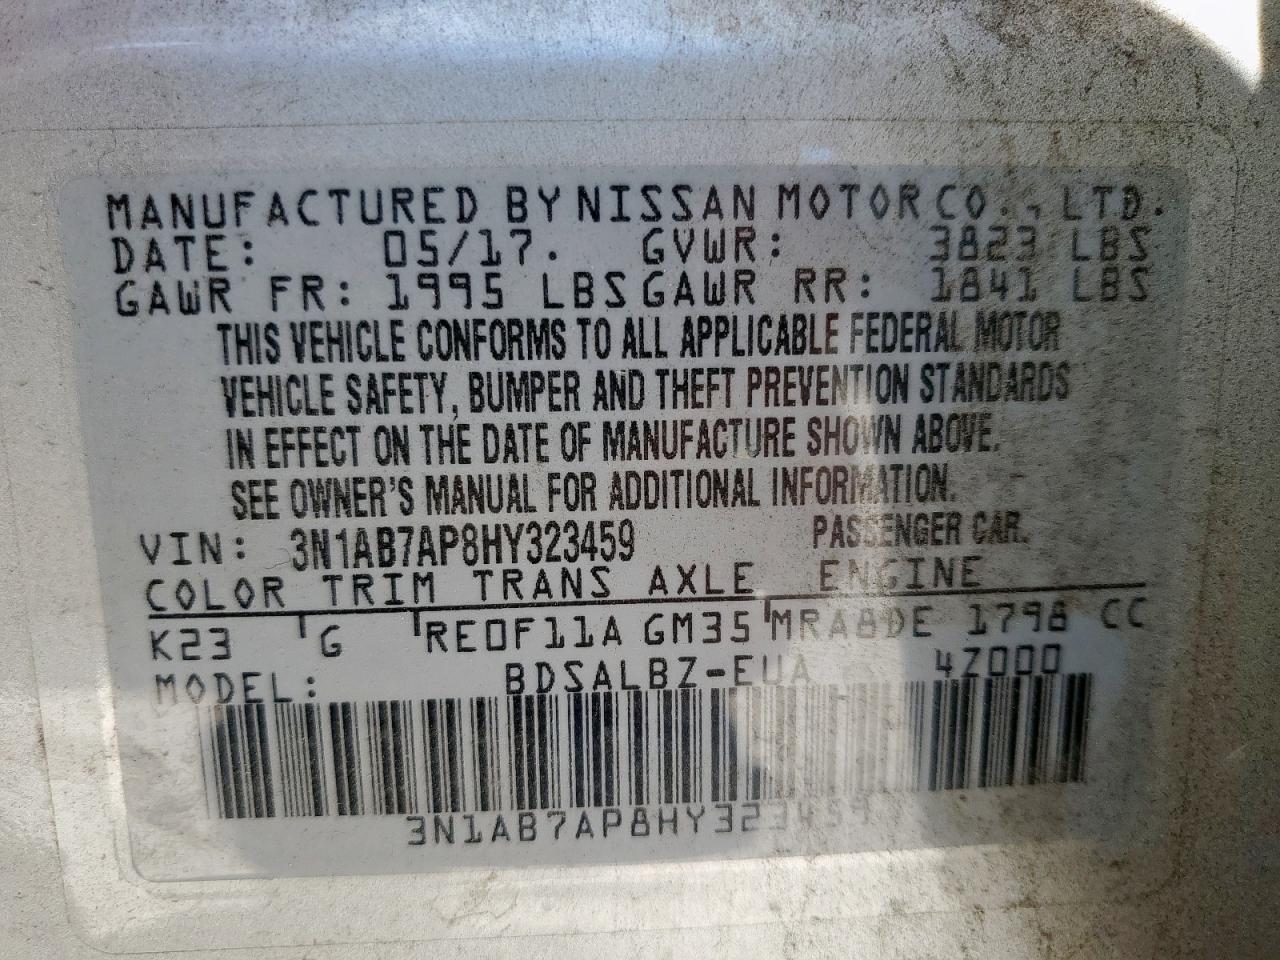 MANUFACTURED BY NISSAN MOTOR CO., LTD.
DATE: 05/17. GVWR: 3823 LBS
GAWR FR: 1995 LBS GAWR RR: 1841 LBS
THIS VEHICLE CONFORMS TO ALL APPLICABLE FEDERAL MOTOR
VEHICLE SAFETY, BUMPER AND THEFT PREVENTION STANDARDS
IN EFFECT ON THE DATE OF MANUFACTURE SHOWN ABOVE.
SEE OWNER'S MANUAL FOR ADDITIONAL INFORMATION.
VIN: 3N1AB7AP8HY323459 PASSENGER CAR.
COLOR TRIM TRANS AXLE ENGINE
K23 G RE0F11A GM35 MRA8DE 1798 CC
MODEL: BDSALBZ-EUA 4Z000
3N1AB7AP8HY323459